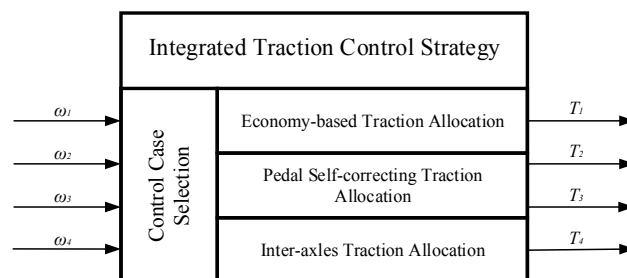 Integrated Traction Control Strategy
ω1
ω2
ω3
ω4
Control Case
Selection
Economy-based Traction Allocation
Pedal Self-correcting Traction
Allocation
Inter-axles Traction Allocation
T1
T2
T3
T4